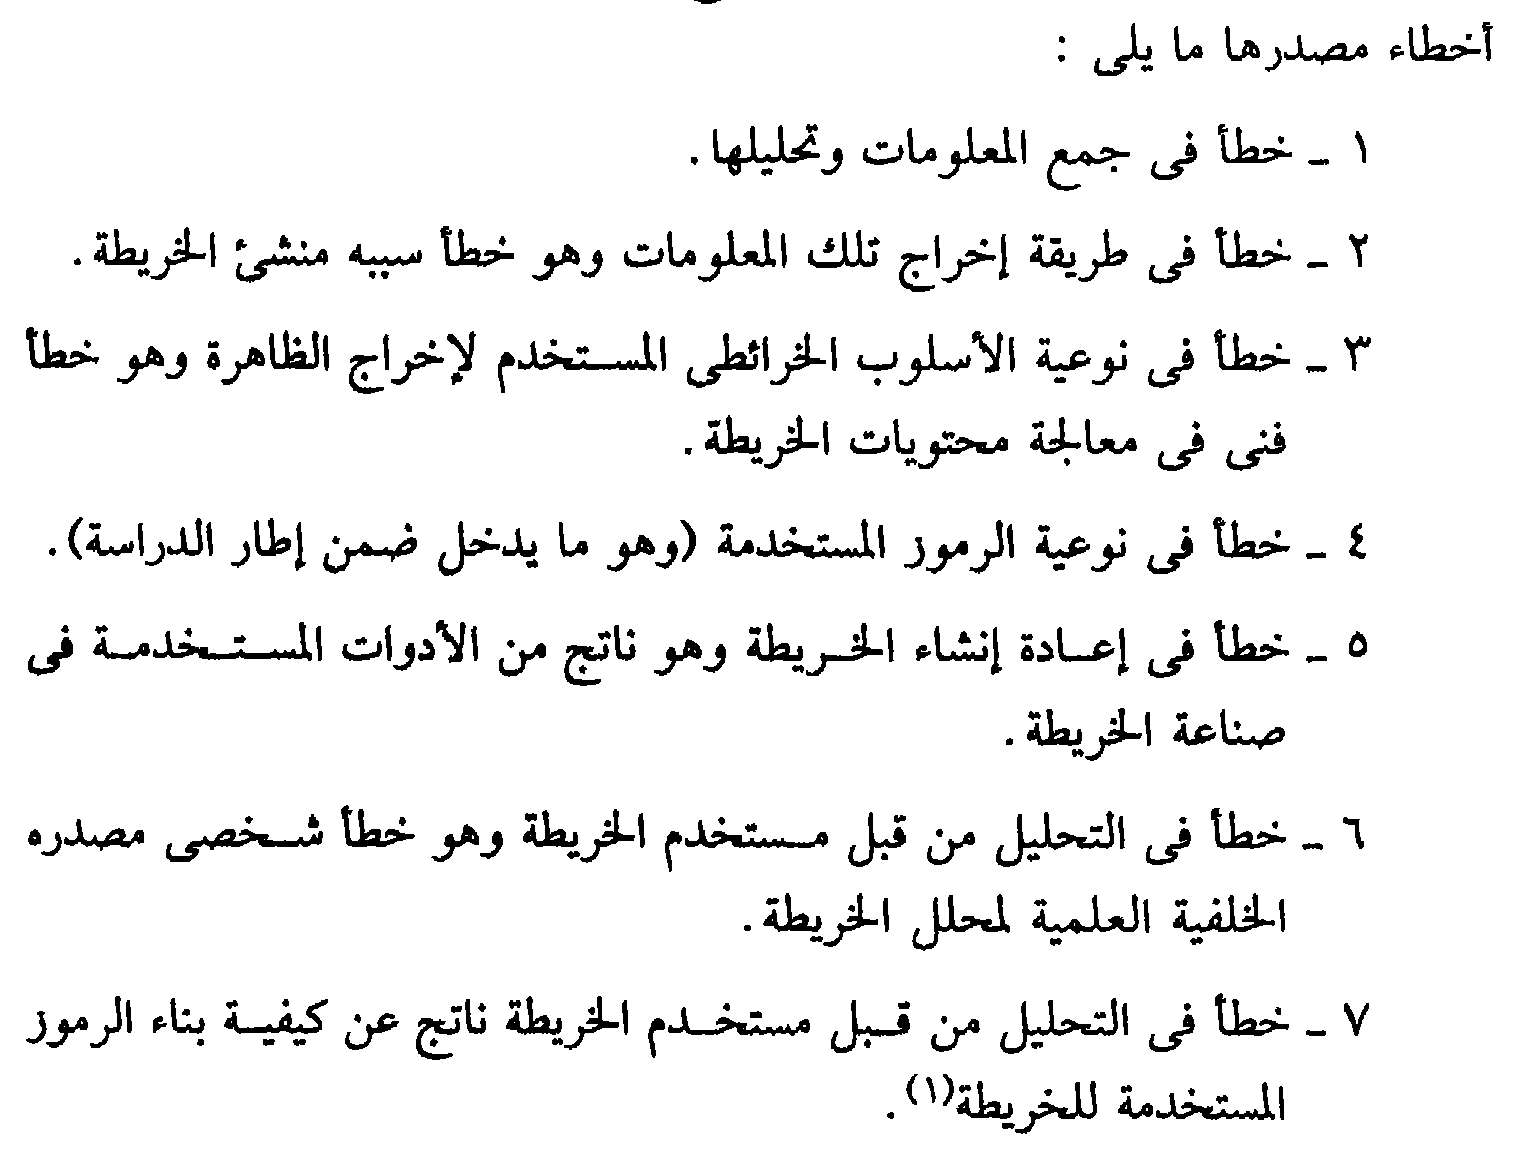 أخطاء مصدرها ما يلى :
١ ـ خطأ فى جمع المعلومات وتحليلها .
٢ ـ خطأ فى طريقة إخراج تلك المعلومات وهو خطأ سببه منشئ الخريطة .
٣ ـ خطأ فى نوعية الأسلوب الخرائطى المستخدم لإخراج الظاهرة وهو خطأ
فنى فى معالجة محتويات الخريطة .
٤ ـ خطأ فى نوعية الرموز المستخدمة (وهو ما يدخل ضمن إطار الدراسة) .
٥ ـ خطأ فى إعادة إنشاء الخريطة وهو ناتج من الأدوات المستخدمة فى
صناعة الخريطة .
٦ ـ خطأ فى التحليل من قبل مستخدم الخريطة وهو خطأ شخصى مصدره
الخلفية العلمية لمحلل الخريطة .
٧ ـ خطأ فى التحليل من قبل مستخدم الخريطة ناتج عن كيفية بناء الرموز
المستخدمة للخريطة(١) .